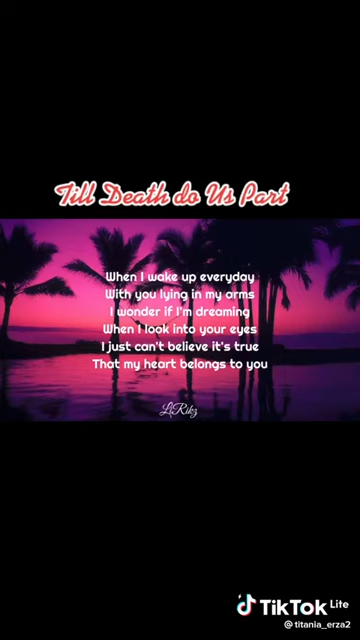 Till Death do Us Part
When I wake up everyday
With you lying in my arms
I wonder if I'm dreaming
When I look into your eyes
I just can't believe it's true
That my heart belongs to you
LiRikz
TikTok Lite
@titania_erza2